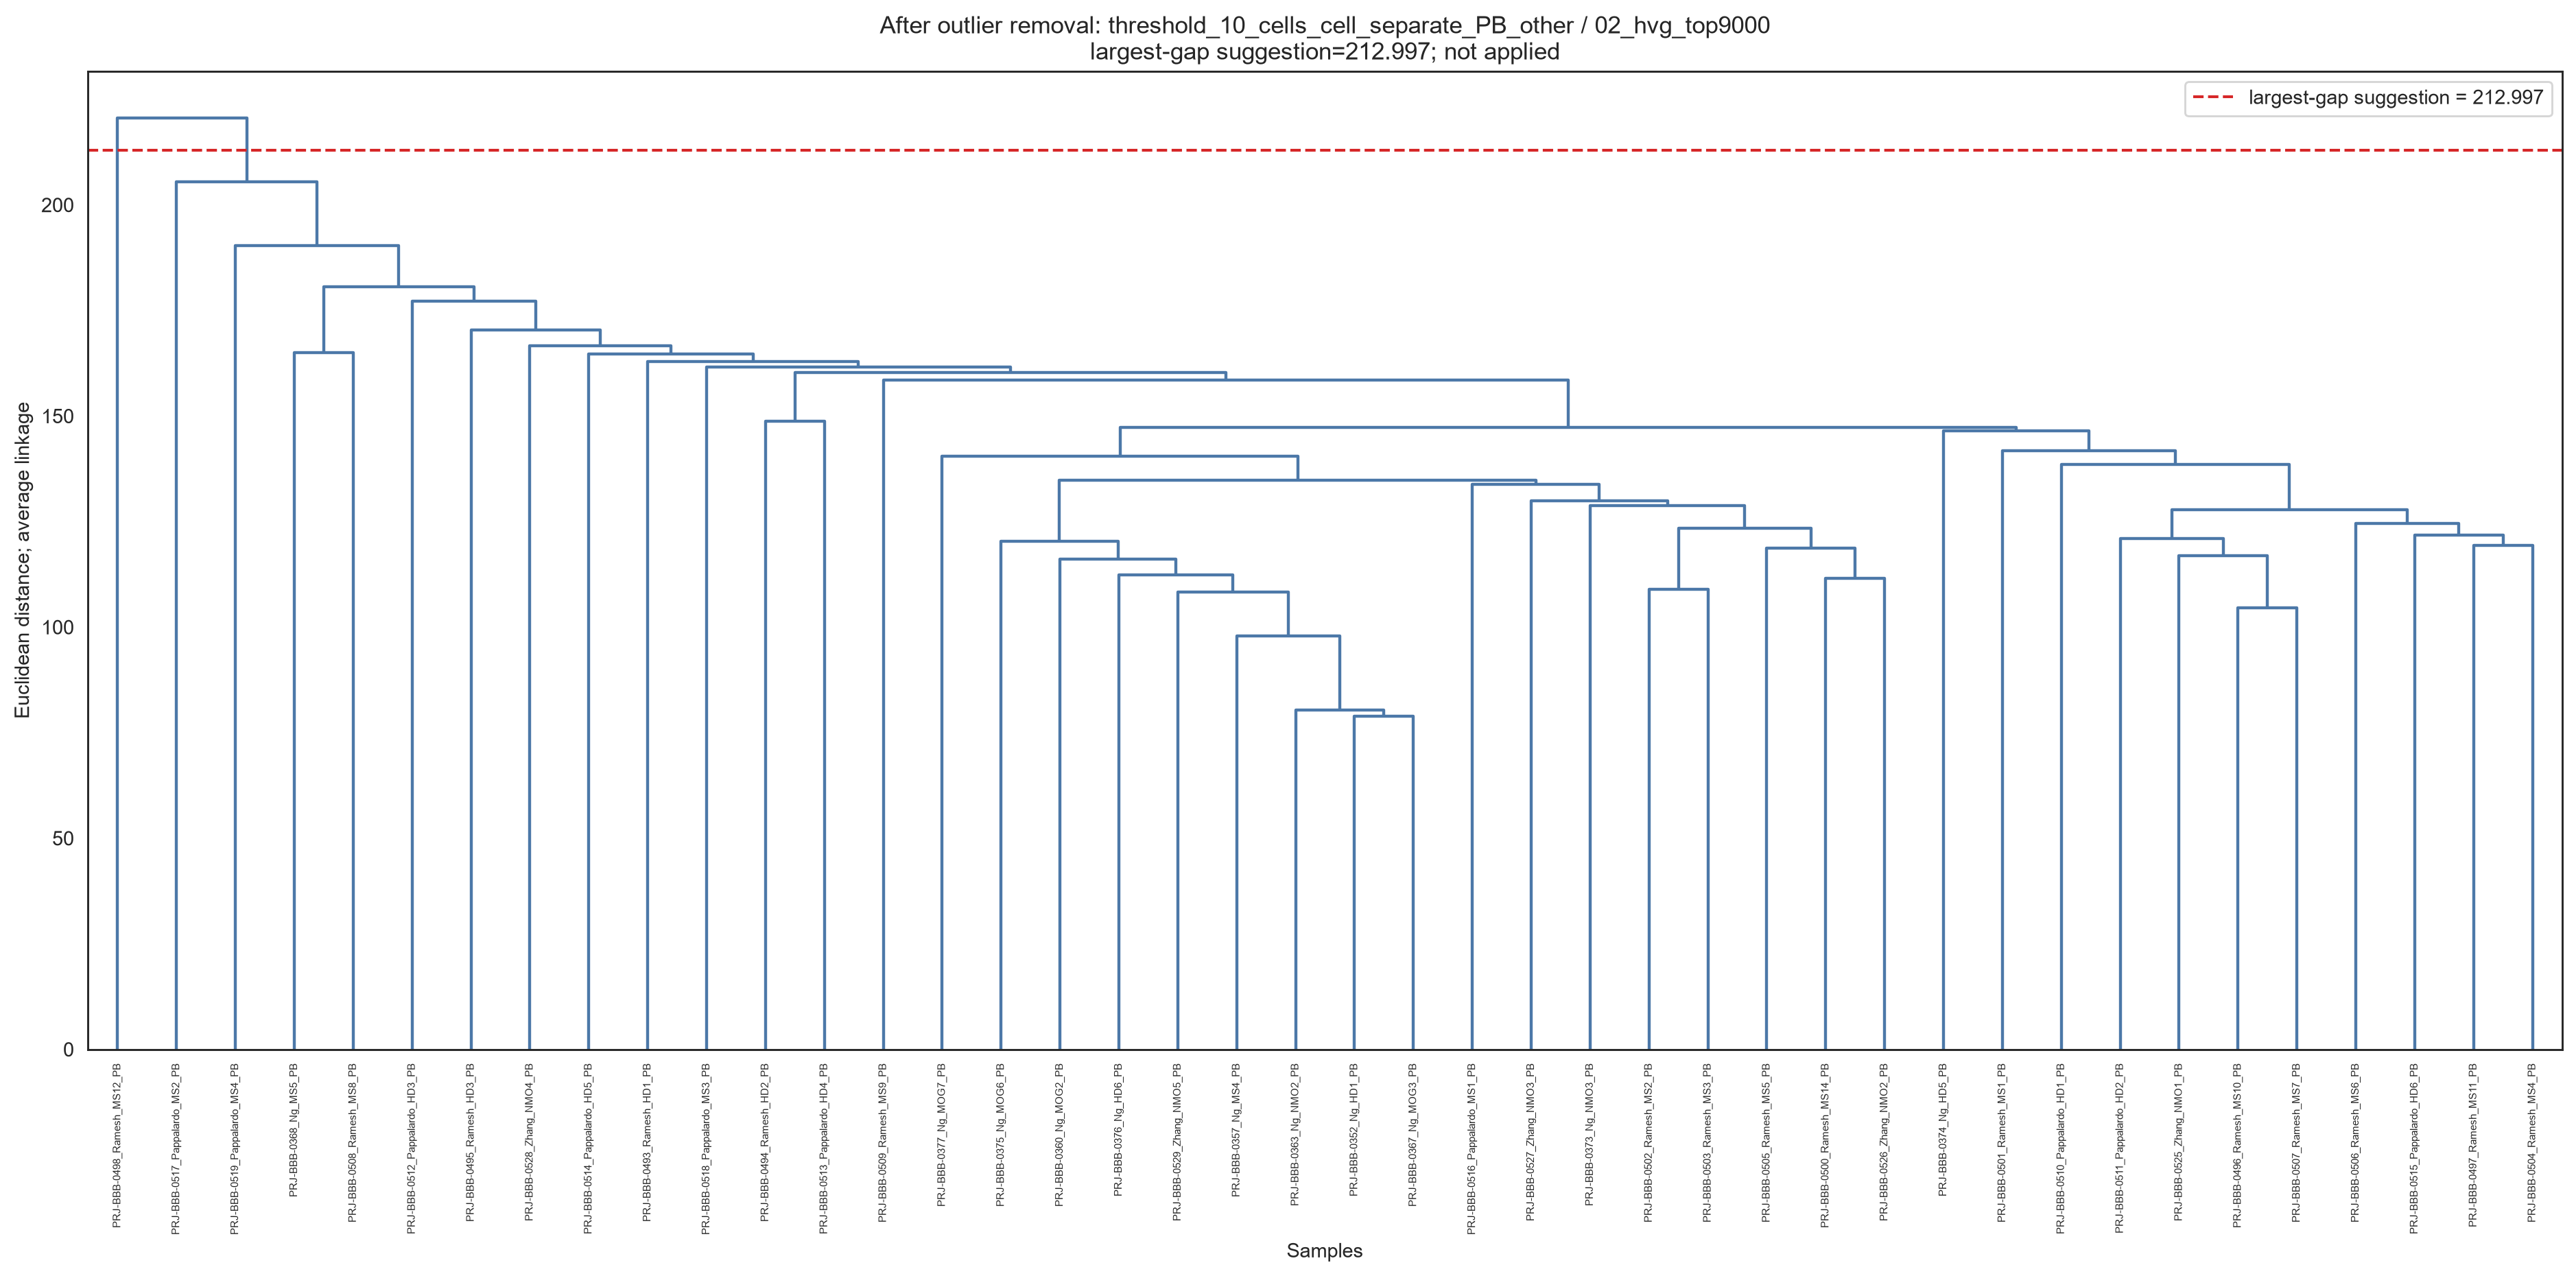 After outlier removal: threshold_10_cells_cell_separate_PB_other / 02_hvg_top9000
largest-gap suggestion=212.997; not applied
largest-gap suggestion = 212.997
Euclidean distance; average linkage
200
150
100
50
0
PRJ-BBB-0498_Ramesh_MS12_PB
PRJ-BBB-0517_Pappalardo_MS2_PB
PRJ-BBB-0519_Pappalardo_MS4_PB
PRJ-BBB-0368_Ng_MS5_PB
PRJ-BBB-0508_Ramesh_MS8_PB
PRJ-BBB-0512_Pappalardo_HD3_PB
PRJ-BBB-0495_Ramesh_HD3_PB
PRJ-BBB-0528_Zhang_NMO4_PB
PRJ-BBB-0514_Pappalardo_HD5_PB
PRJ-BBB-0493_Ramesh_HD1_PB
PRJ-BBB-0518_Pappalardo_MS3_PB
PRJ-BBB-0494_Ramesh_HD2_PB
PRJ-BBB-0513_Pappalardo_HD4_PB
PRJ-BBB-0509_Ramesh_MS9_PB
PRJ-BBB-0377_Ng_MOG7_PB
PRJ-BBB-0375_Ng_MOG6_PB
PRJ-BBB-0360_Ng_MOG2_PB
PRJ-BBB-0376_Ng_HD6_PB
PRJ-BBB-0529_Zhang_NMO5_PB
PRJ-BBB-0357_Ng_MS4_PB
PRJ-BBB-0363_Ng_NMO2_PB
PRJ-BBB-0352_Ng_HD1_PB
PRJ-BBB-0367_Ng_MOG3_PB
PRJ-BBB-0516_Pappalardo_MS1_PB
PRJ-BBB-0527_Zhang_NMO3_PB
PRJ-BBB-0373_Ng_NMO3_PB
PRJ-BBB-0502_Ramesh_MS2_PB
PRJ-BBB-0503_Ramesh_MS3_PB
PRJ-BBB-0505_Ramesh_MS5_PB
PRJ-BBB-0500_Ramesh_MS14_PB
PRJ-BBB-0526_Zhang_NMO2_PB
PRJ-BBB-0374_Ng_HD5_PB
PRJ-BBB-0501_Ramesh_MS1_PB
PRJ-BBB-0510_Pappalardo_HD1_PB
PRJ-BBB-0511_Pappalardo_HD2_PB
PRJ-BBB-0525_Zhang_NMO1_PB
PRJ-BBB-0496_Ramesh_MS10_PB
PRJ-BBB-0507_Ramesh_MS7_PB
PRJ-BBB-0506_Ramesh_MS6_PB
PRJ-BBB-0515_Pappalardo_HD6_PB
PRJ-BBB-0497_Ramesh_MS11_PB
PRJ-BBB-0504_Ramesh_MS4_PB
Samples